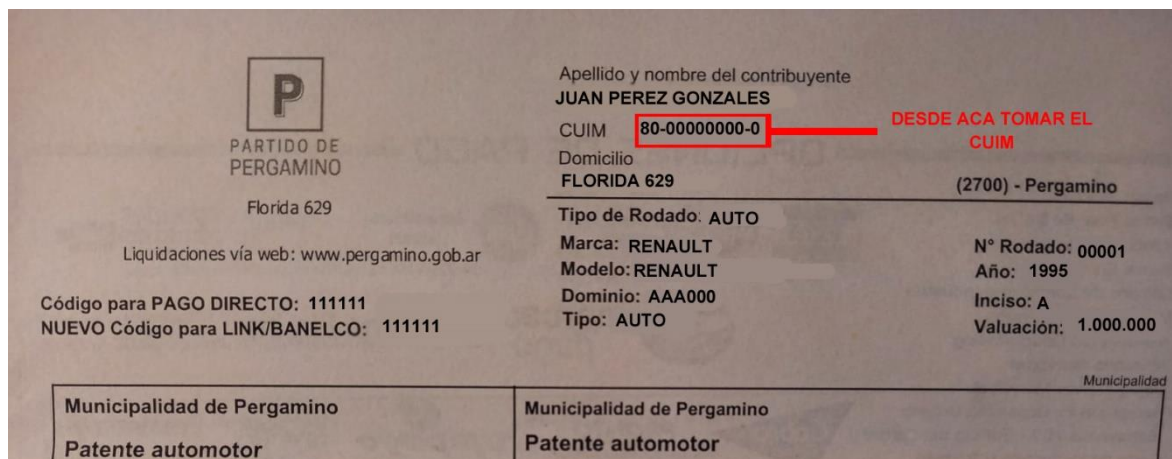 P
PARTIDO DE
PERGAMINO
Florida 629
Liquidaciones vía web: www.pergamino.gob.ar
Código para PAGO DIRECTO: 111111
NUEVO Código para LINK/BANELCO: 111111
Apellido y nombre del contribuyente
JUAN PEREZ GONZALES
CUIM 80-00000000-0
DESDE ACA TOMAR EL
CUIM
Domicilio
FLORIDA 629
(2700) - Pergamino
Tipo de Rodado: AUTO
Marca: RENAULT
N° Rodado: 00001
Modelo: RENAULT
Año: 1995
Dominio: AAA000
Inciso: A
Tipo: AUTO
Valuación: 1.000.000
Municipalidad
Municipalidad de Pergamino
Patente automotor
Municipalidad de Pergamino
Patente automotor